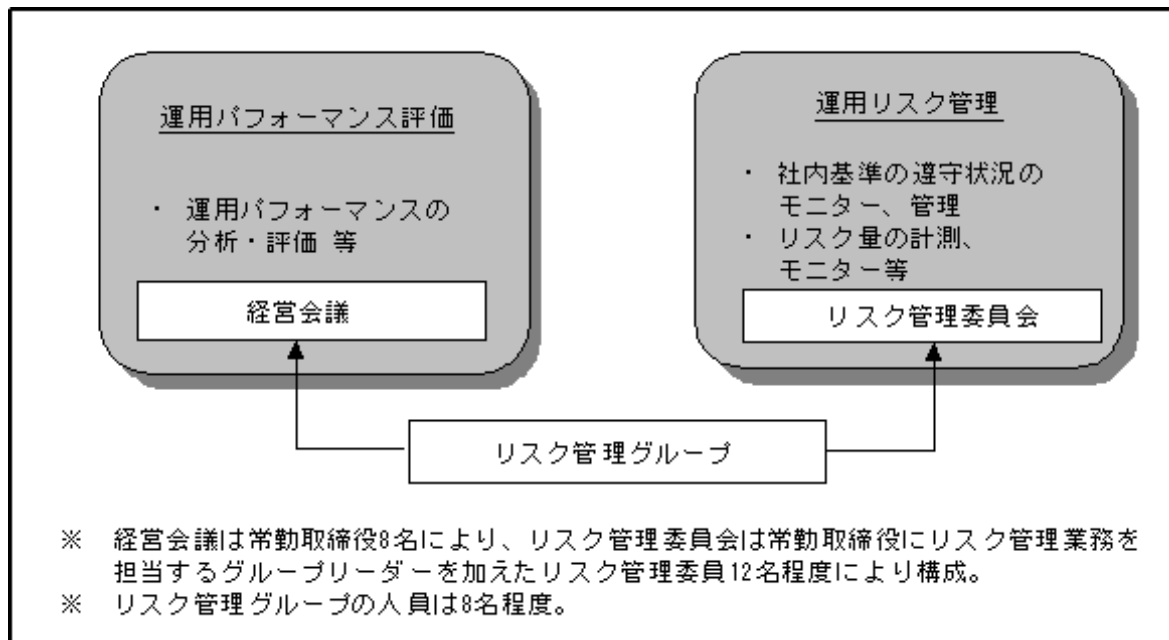 運用パフォーマンス評価
・ 運用パフォーマンスの
分析・評価 等
経営会議
運用リスク管理
・ 社内基準の遵守状況の
モニター、管理
・ リスク量の計測、
モニター等
リスク管理委員会
リスク管理グループ
※ 経営会議は常勤取締役8名により、リスク管理委員会は常勤取締役にリスク管理業務を
担当するグループリーダーを加えたリスク管理委員12名程度により構成。
※ リスク管理グループの人員は8名程度。